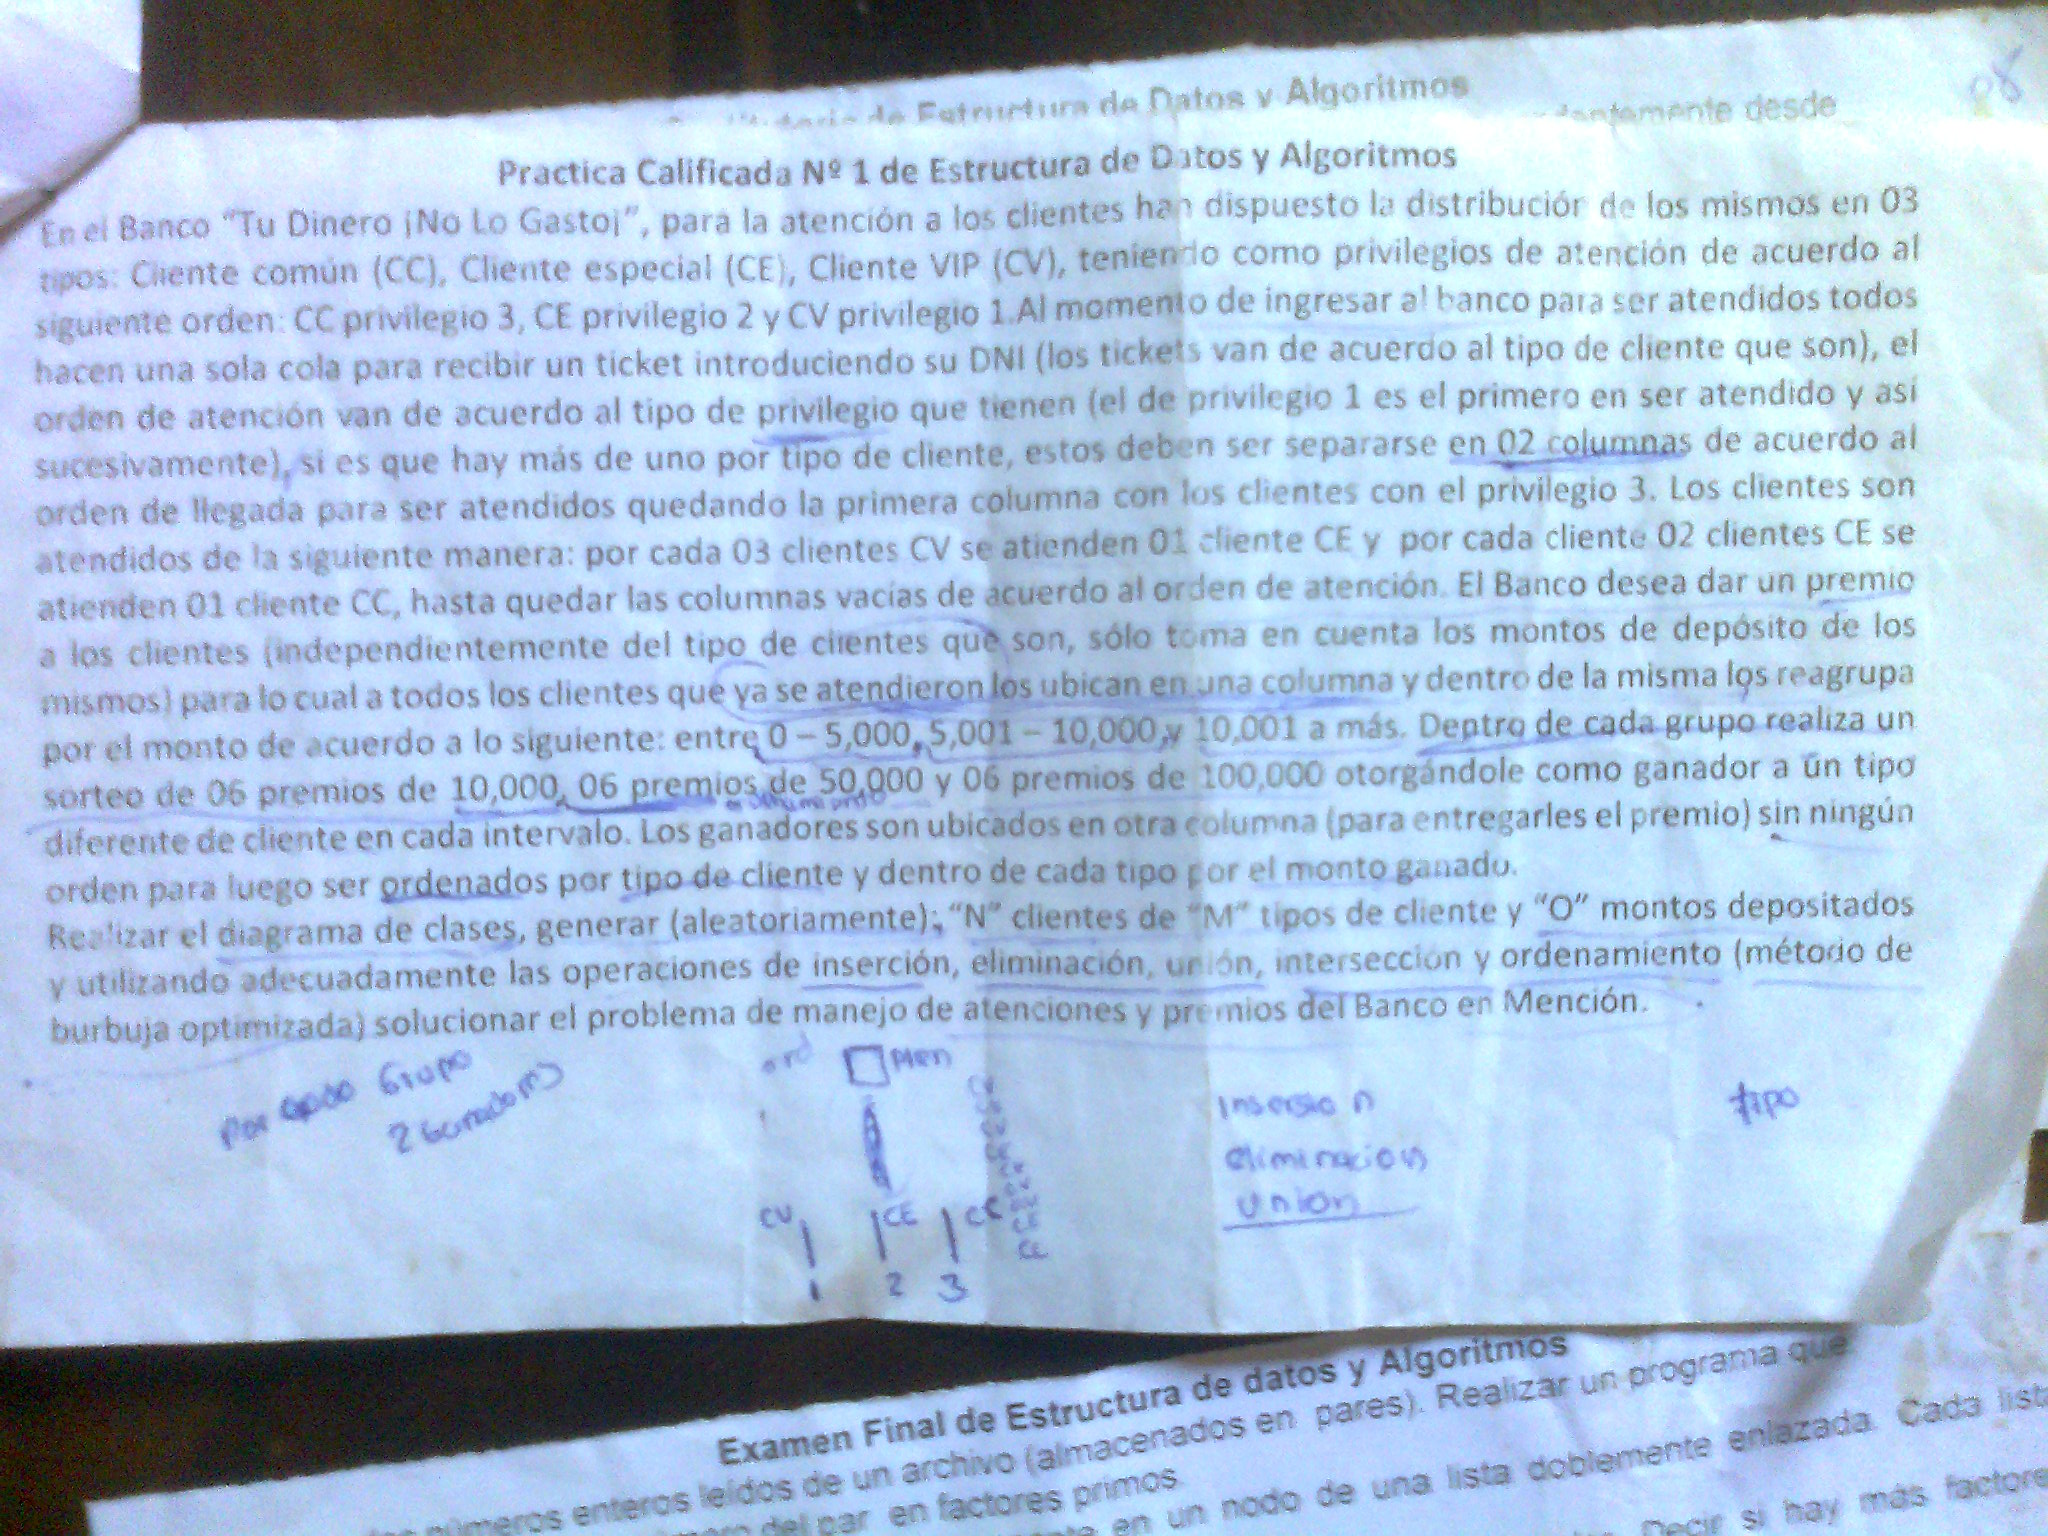 de Estructura de Datos y Algoritmos
desde
08
Practica Calificada Nº 1 de Estructura de Datos y Algoritmos
En el Banco "Tu Dinero ¡No Lo Gasto¡", para la atención a los clientes han dispuesto la distribución de los mismos en 03
tipos: Cliente común (CC), Cliente especial (CE), Cliente VIP (CV), teniendo como privilegios de atención de acuerdo al
siguiente orden: CC privilegio 3, CE privilegio 2 y CV privilegio 1.Al momento de ingresar al banco para ser atendidos todos
hacen una sola cola para recibir un ticket introduciendo su DNI (los tickets van de acuerdo al tipo de cliente que son), el
orden de atención van de acuerdo al tipo de privilegio que tienen (el de privilegio 1 es el primero en ser atendido y así
sucesivamente), si es que hay más de uno por tipo de cliente, estos deben ser separarse en 02 columnas de acuerdo al
orden de llegada para ser atendidos quedando la primera columna con los clientes con el privilegio 3. Los clientes son
atendidos de la siguiente manera: por cada 03 clientes CV se atienden 01 cliente CE y por cada cliente 02 clientes CE se
atienden 01 cliente CC, hasta quedar las columnas vacías de acuerdo al orden de atención. El Banco desea dar un premio
a los clientes (independientemente del tipo de clientes que son, sólo toma en cuenta los montos de depósito de los
mismos) para lo cual a todos los clientes que ya se atendieron los ubican en una columna y dentro de la misma los reagrupa
por el monto de acuerdo a lo siguiente: entre 0 – 5,000, 5,001 – 10,000 y 10,001 a más. Dentro de cada grupo realiza un
sorteo de 06 premios de 10,000, 06 premios de 50,000 y 06 premios de 100,000 otorgándole como ganador a un tipo
diferente de cliente en cada intervalo. Los ganadores son ubicados en otra columna (para entregarles el premio) sin ningún
orden para luego ser ordenados por tipo de cliente y dentro de cada tipo por el monto ganado.
Realizar el diagrama de clases, generar (aleatoriamente); "N" clientes de "M" tipos de cliente y "O" montos depositados
y utilizando adecuadamente las operaciones de inserción, eliminación, unión, intersección y ordenamiento (método de
burbuja optimizada) solucionar el problema de manejo de atenciones y premios del Banco en Mención.
Por Grupo
2 Ganadores
ord
Insersion
eliminacion
union
tipo
CV CE CC
1 2 3
Examen Final de Estructura de datos y Algoritmos
números enteros leídos de un archivo (almacenados en pares). Realizar un programa que
del par en factores primos.
en un nodo de una lista doblemente enlazada. Cada lista
Decir si hay más factores